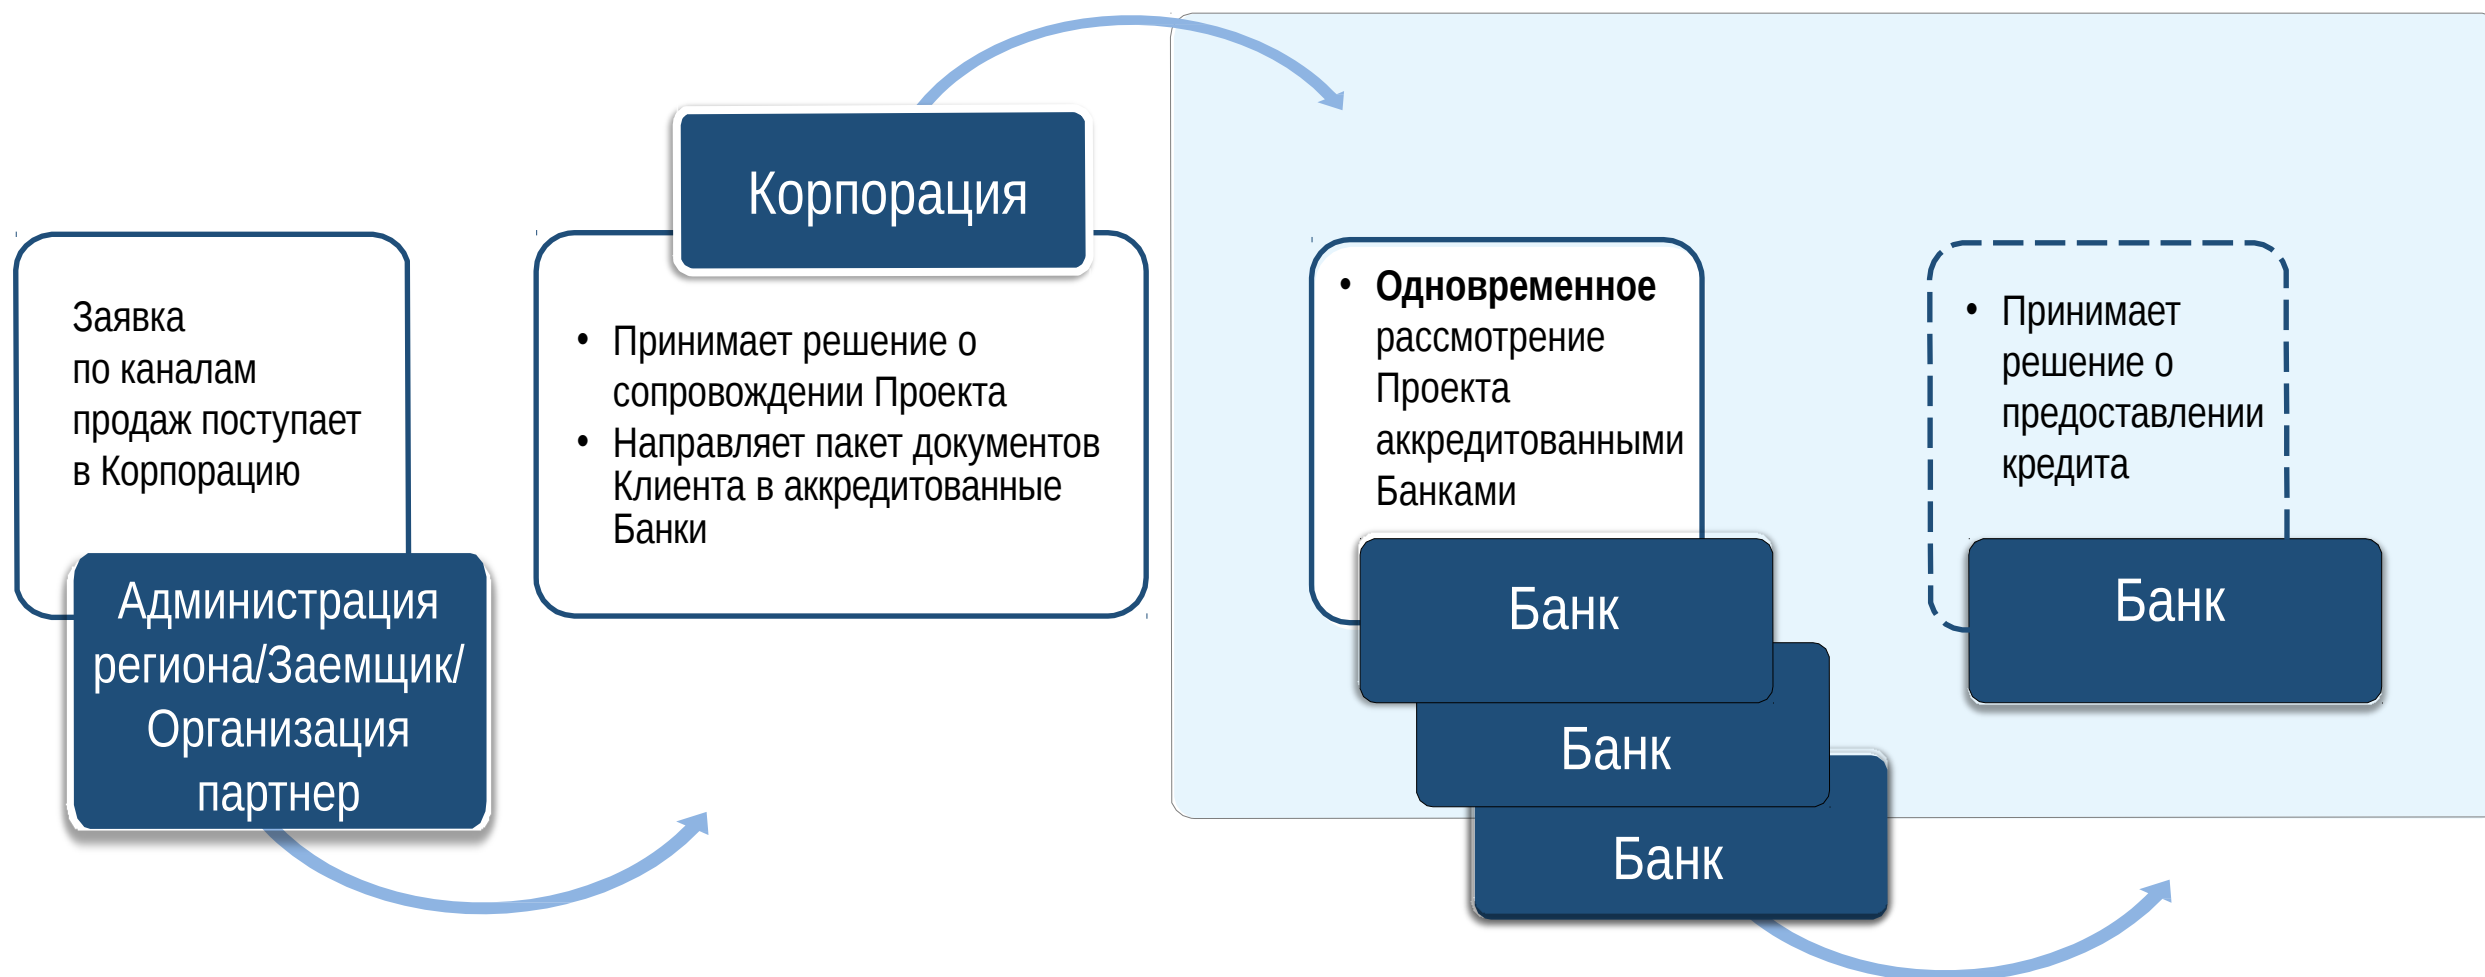 Заявка
по каналам
продаж поступает
в Корпорацию
Администрация
региона/Заемщик/
Организация
партнер
Корпорация
• Принимает решение о
сопровождении Проекта
• Направляет пакет документов
Клиента в аккредитованные
Банки
• Одновременное
рассмотрение
Проекта
аккредитованными
Банками
Банк
Банк
Банк
• Принимает
решение о
предоставлении
кредита
Банк